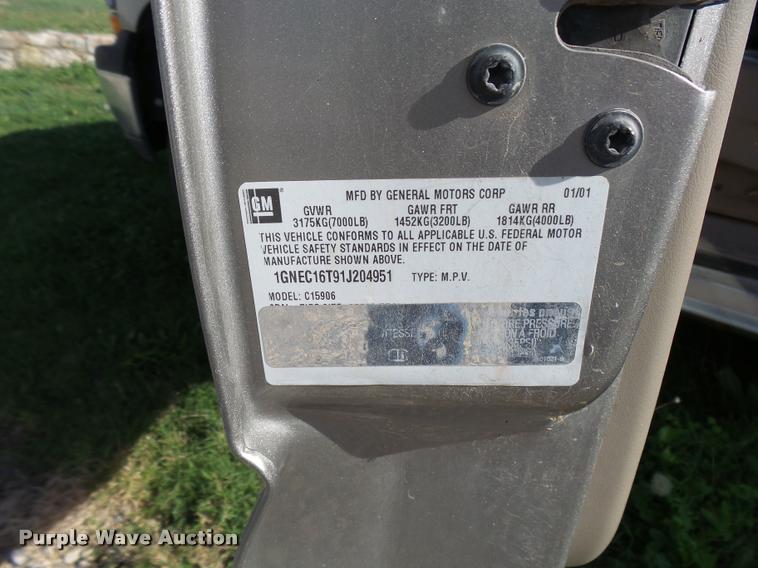 GM
MFD BY GENERAL MOTORS CORP 01/01
GVWR GAWR FRT GAWR RR
3175KG(7000LB) 1452KG(3200LB) 1814KG(4000LB)
THIS VEHICLE CONFORMS TO ALL APPLICABLE U.S. FEDERAL MOTOR
VEHICLE SAFETY STANDARDS IN EFFECT ON THE DATE OF
MANUFACTURE SHOWN ABOVE.
1GNEC16T91J204951 TYPE: M.P.V.
MODEL: C15906
PRESSURE
A FROID
Purple Wave Auction